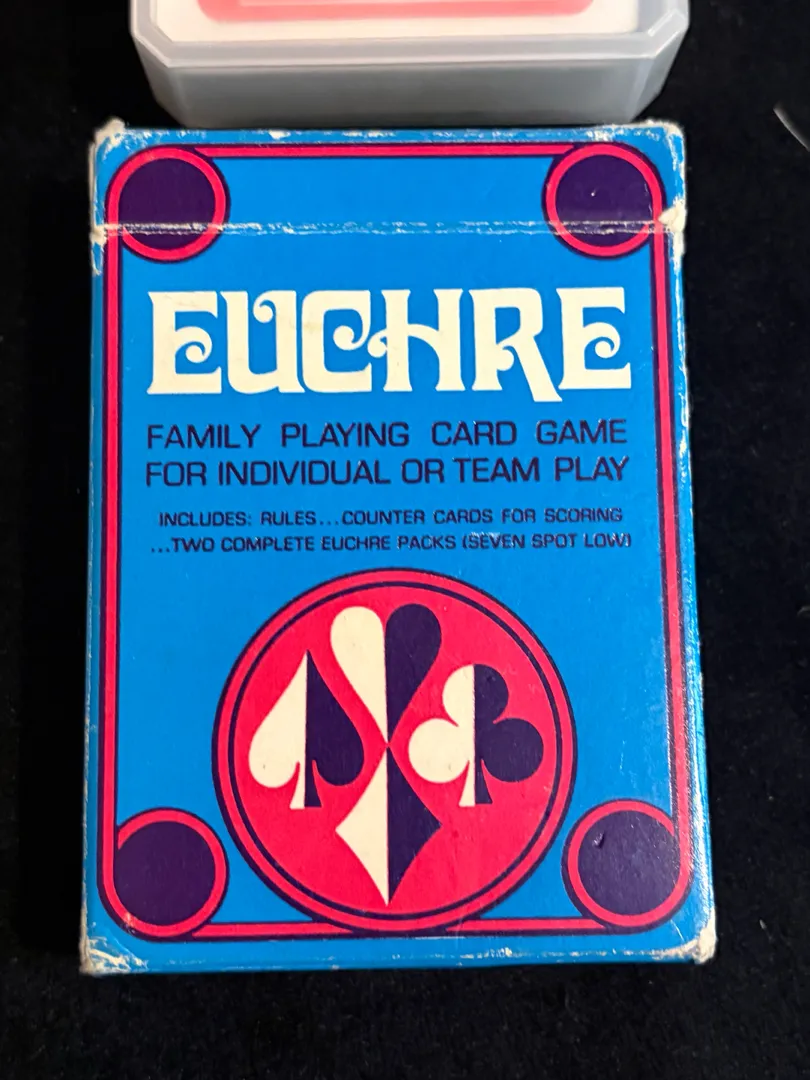 EUCHRE
FAMILY PLAYING CARD GAME
FOR INDIVIDUAL OR TEAM PLAY
INCLUDES: RULES...COUNTER CARDS FOR SCORING
...TWO COMPLETE EUCHRE PACKS (SEVEN SPOT LOW)